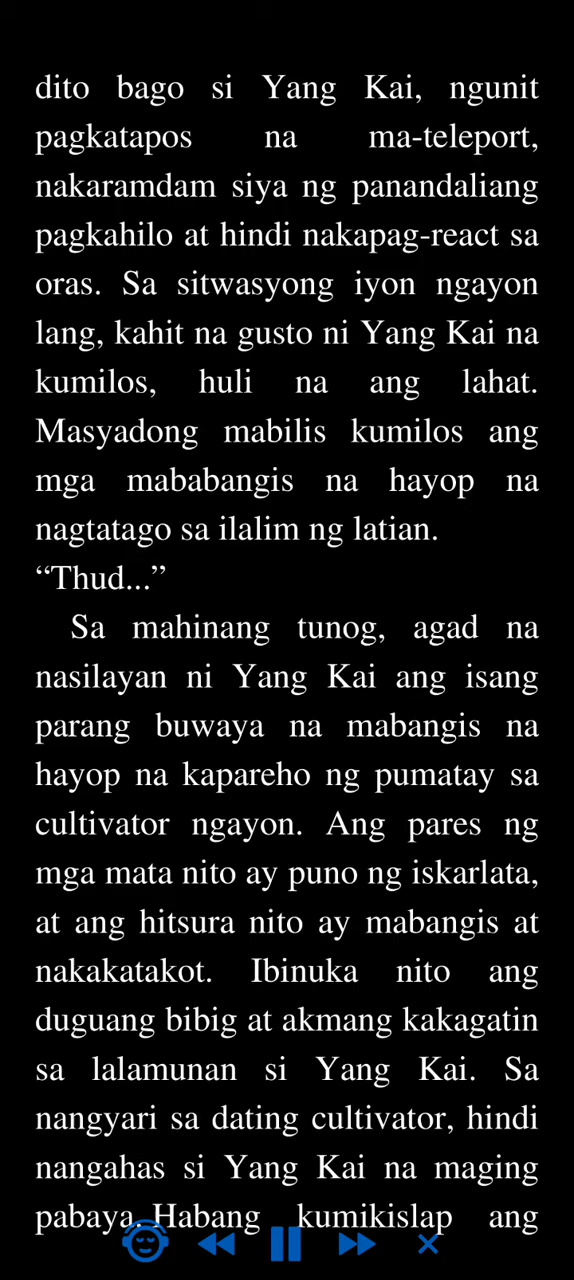 dito bago si Yang Kai, ngunit
pagkatapos na ma-teleport,
nakaramdam siya ng panandaliang
pagkahilo at hindi nakapag-react sa
oras. Sa sitwasyong iyon ngayon
lang, kahit na gusto ni Yang Kai na
kumilos, huli na ang lahat.
Masyadong mabilis kumilos ang
mga mababangis na hayop na
nagtatago sa ilalim ng latian.
“Thud...”
Sa mahinang tunog, agad na
nasilayan ni Yang Kai ang isang
parang buwaya na mabangis na
hayop na kapareho ng pumatay sa
cultivator ngayon. Ang pares ng
mga mata nito ay puno ng iskarlata,
at ang hitsura nito ay mabangis at
nakakatakot. Ibinuka nito ang
duguang bibig at akmang kakagatin
sa lalamunan si Yang Kai. Sa
nangyari sa dating cultivator, hindi
nangahas si Yang Kai na maging
pabaya. Habang kumikislap ang